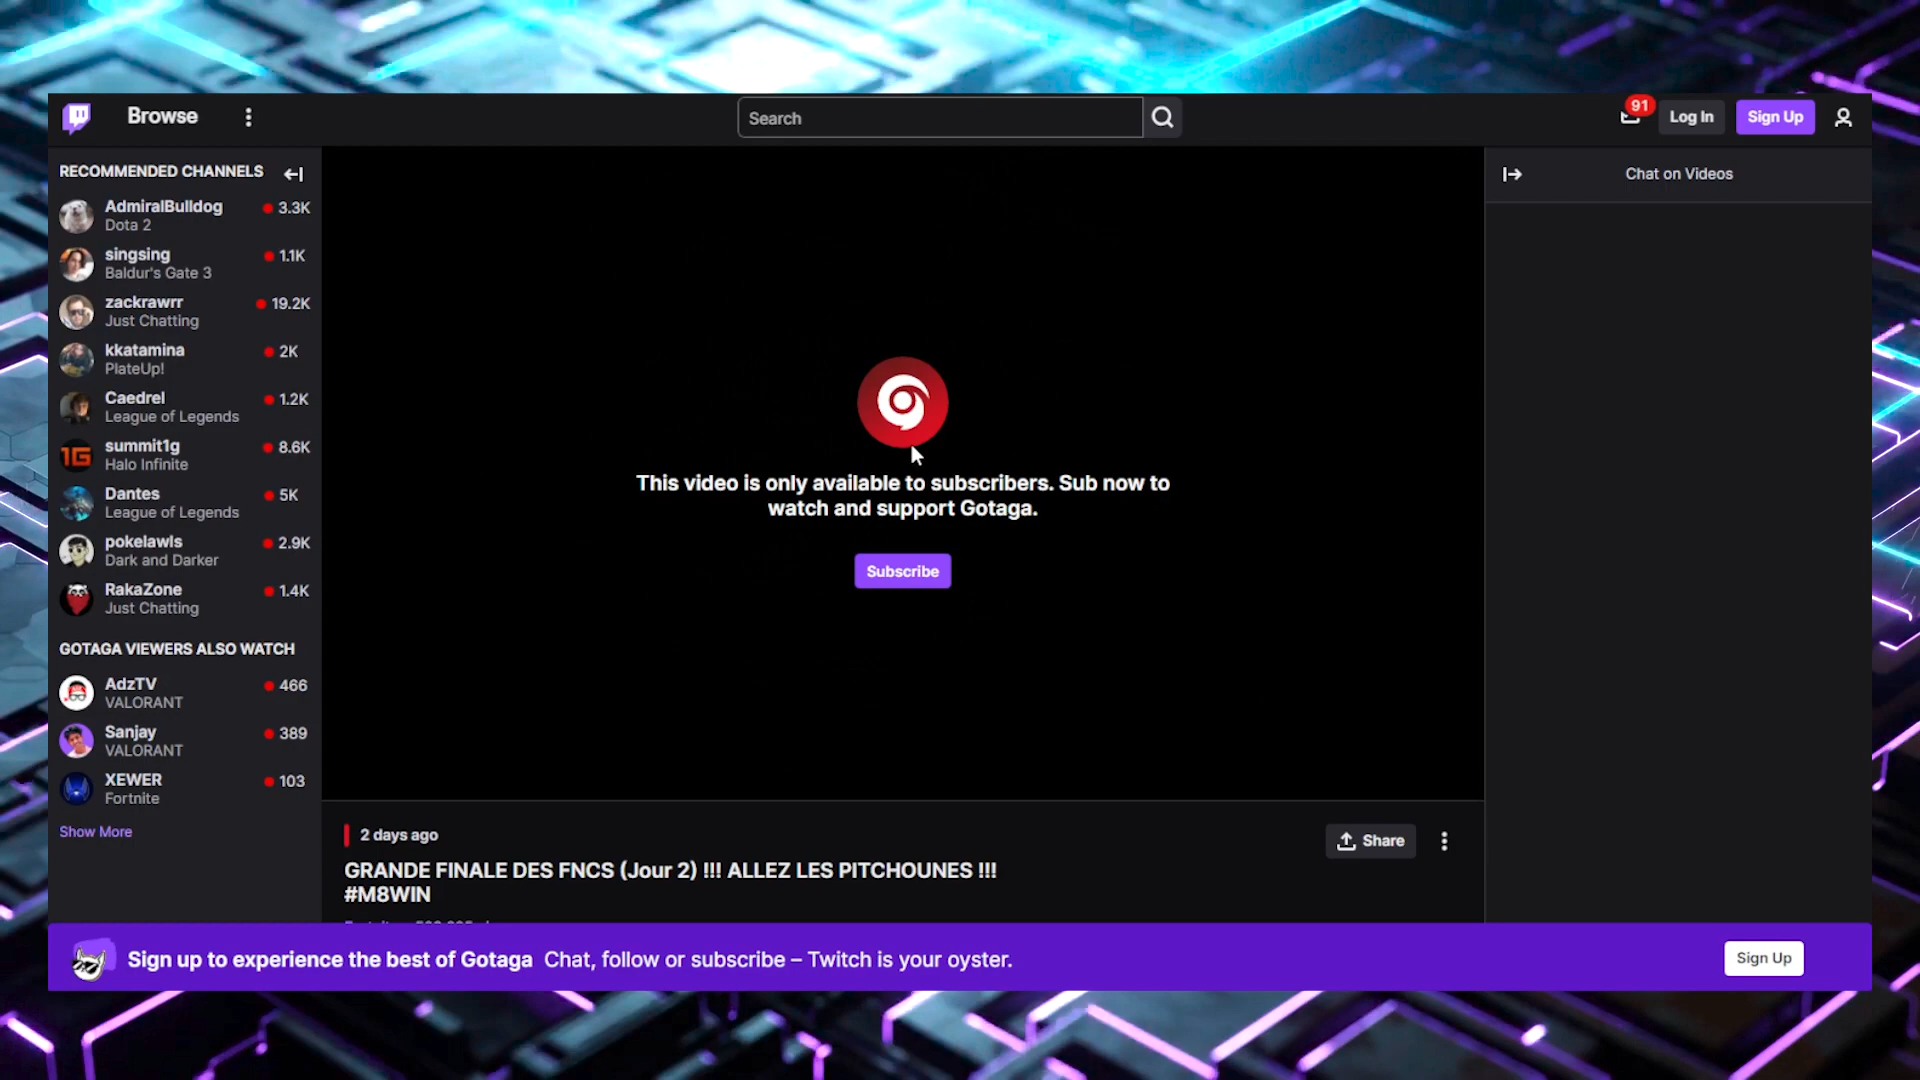 Browse
Search
91
Log In
Sign Up
RECOMMENDED CHANNELS
AdmiralBulldog
3.3K
Dota 2
singsing
1.1K
Baldur's Gate 3
zackrawrr
19.2K
Just Chatting
kkatamina
2K
PlateUp!
Caedrel
1.2K
League of Legends
summit1g
8.6K
Halo Infinite
Dantes
5K
League of Legends
pokelawls
2.9K
Dark and Darker
RakaZone
1.4K
Just Chatting
GOTAGA VIEWERS ALSO WATCH
AdzTV
466
VALORANT
Sanjay
389
VALORANT
XEWER
103
Fortnite
Show More
This video is only available to subscribers. Sub now to
watch and support Gotaga.
Subscribe
Chat on Videos
2 days ago
Share
GRANDE FINALE DES FNCS (Jour 2) !!! ALLEZ LES PITCHOUNES !!!
#M8WIN
Sign up to experience the best of Gotaga Chat, follow or subscribe – Twitch is your oyster.
Sign Up
1G